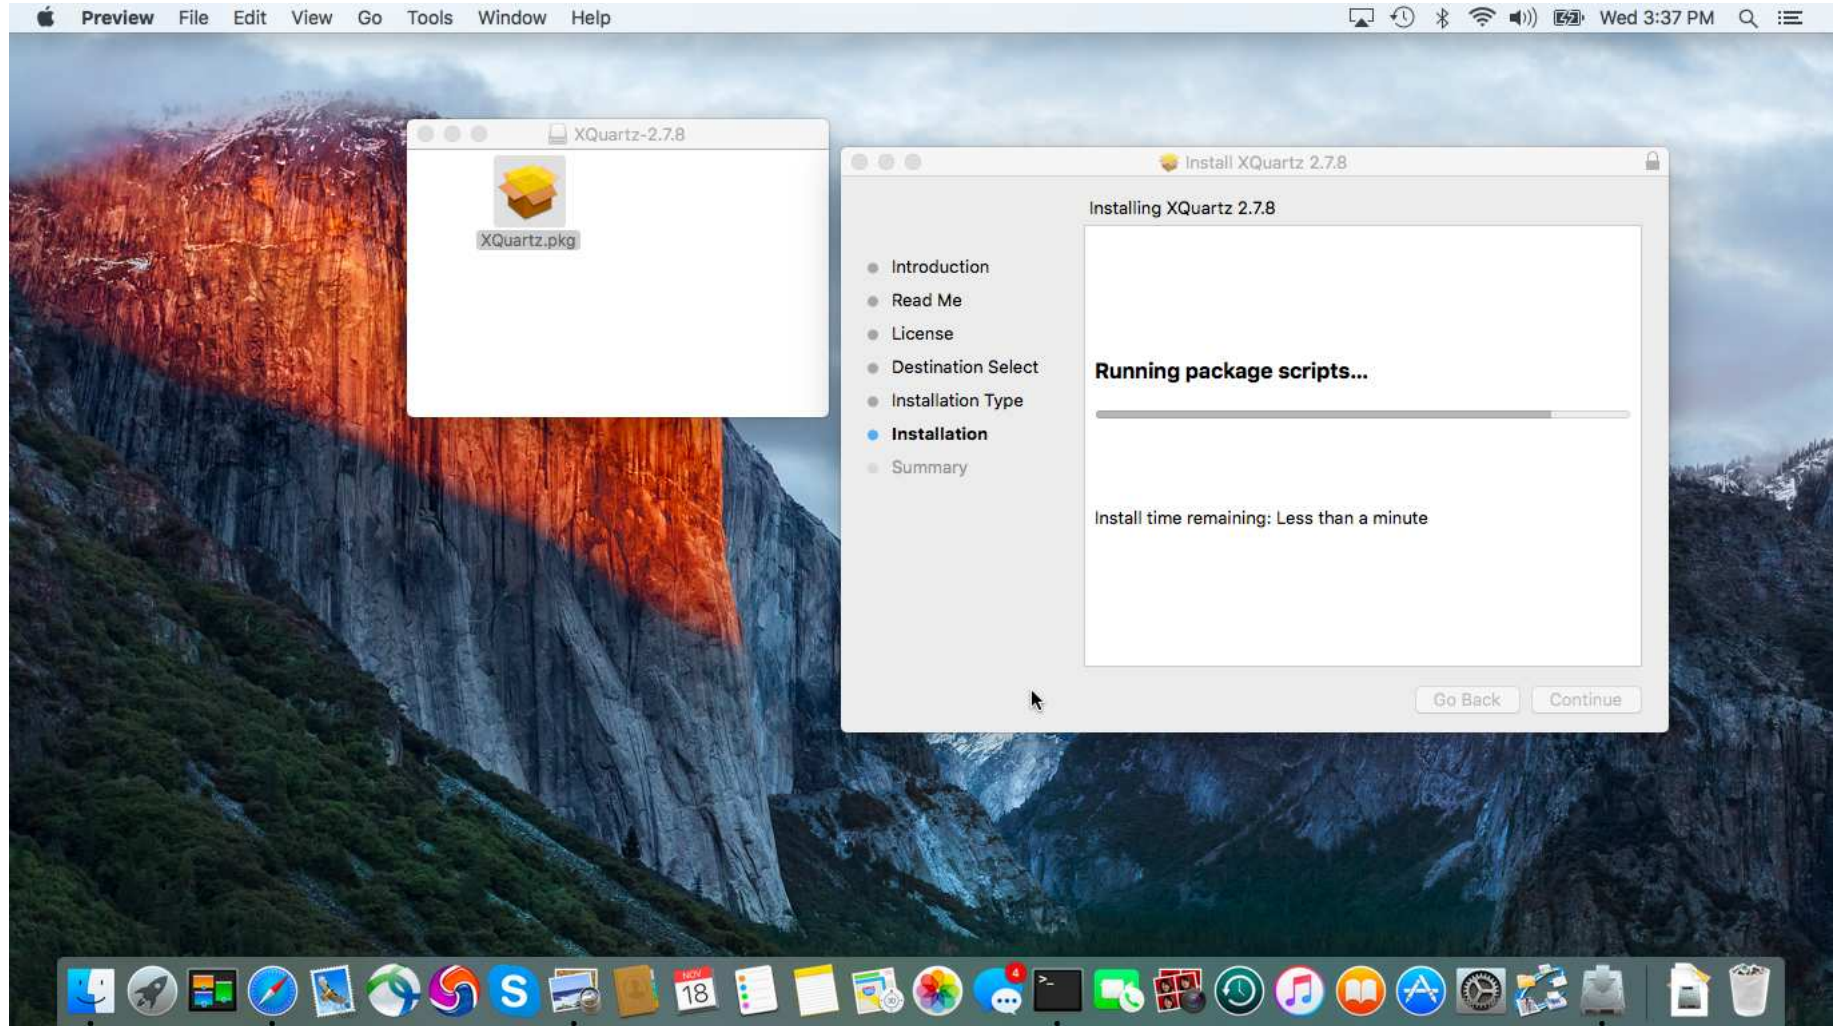 Preview File Edit View Go Tools Window Help Wed 3:37 PM
XQuartz-2.7.8
XQuartz.pkg
Install XQuartz 2.7.8
Installing XQuartz 2.7.8
Introduction
Read Me
License
Destination Select
Installation Type
Installation
Summary
Running package scripts...
Install time remaining: Less than a minute
Go Back Continue
NOV
18
4